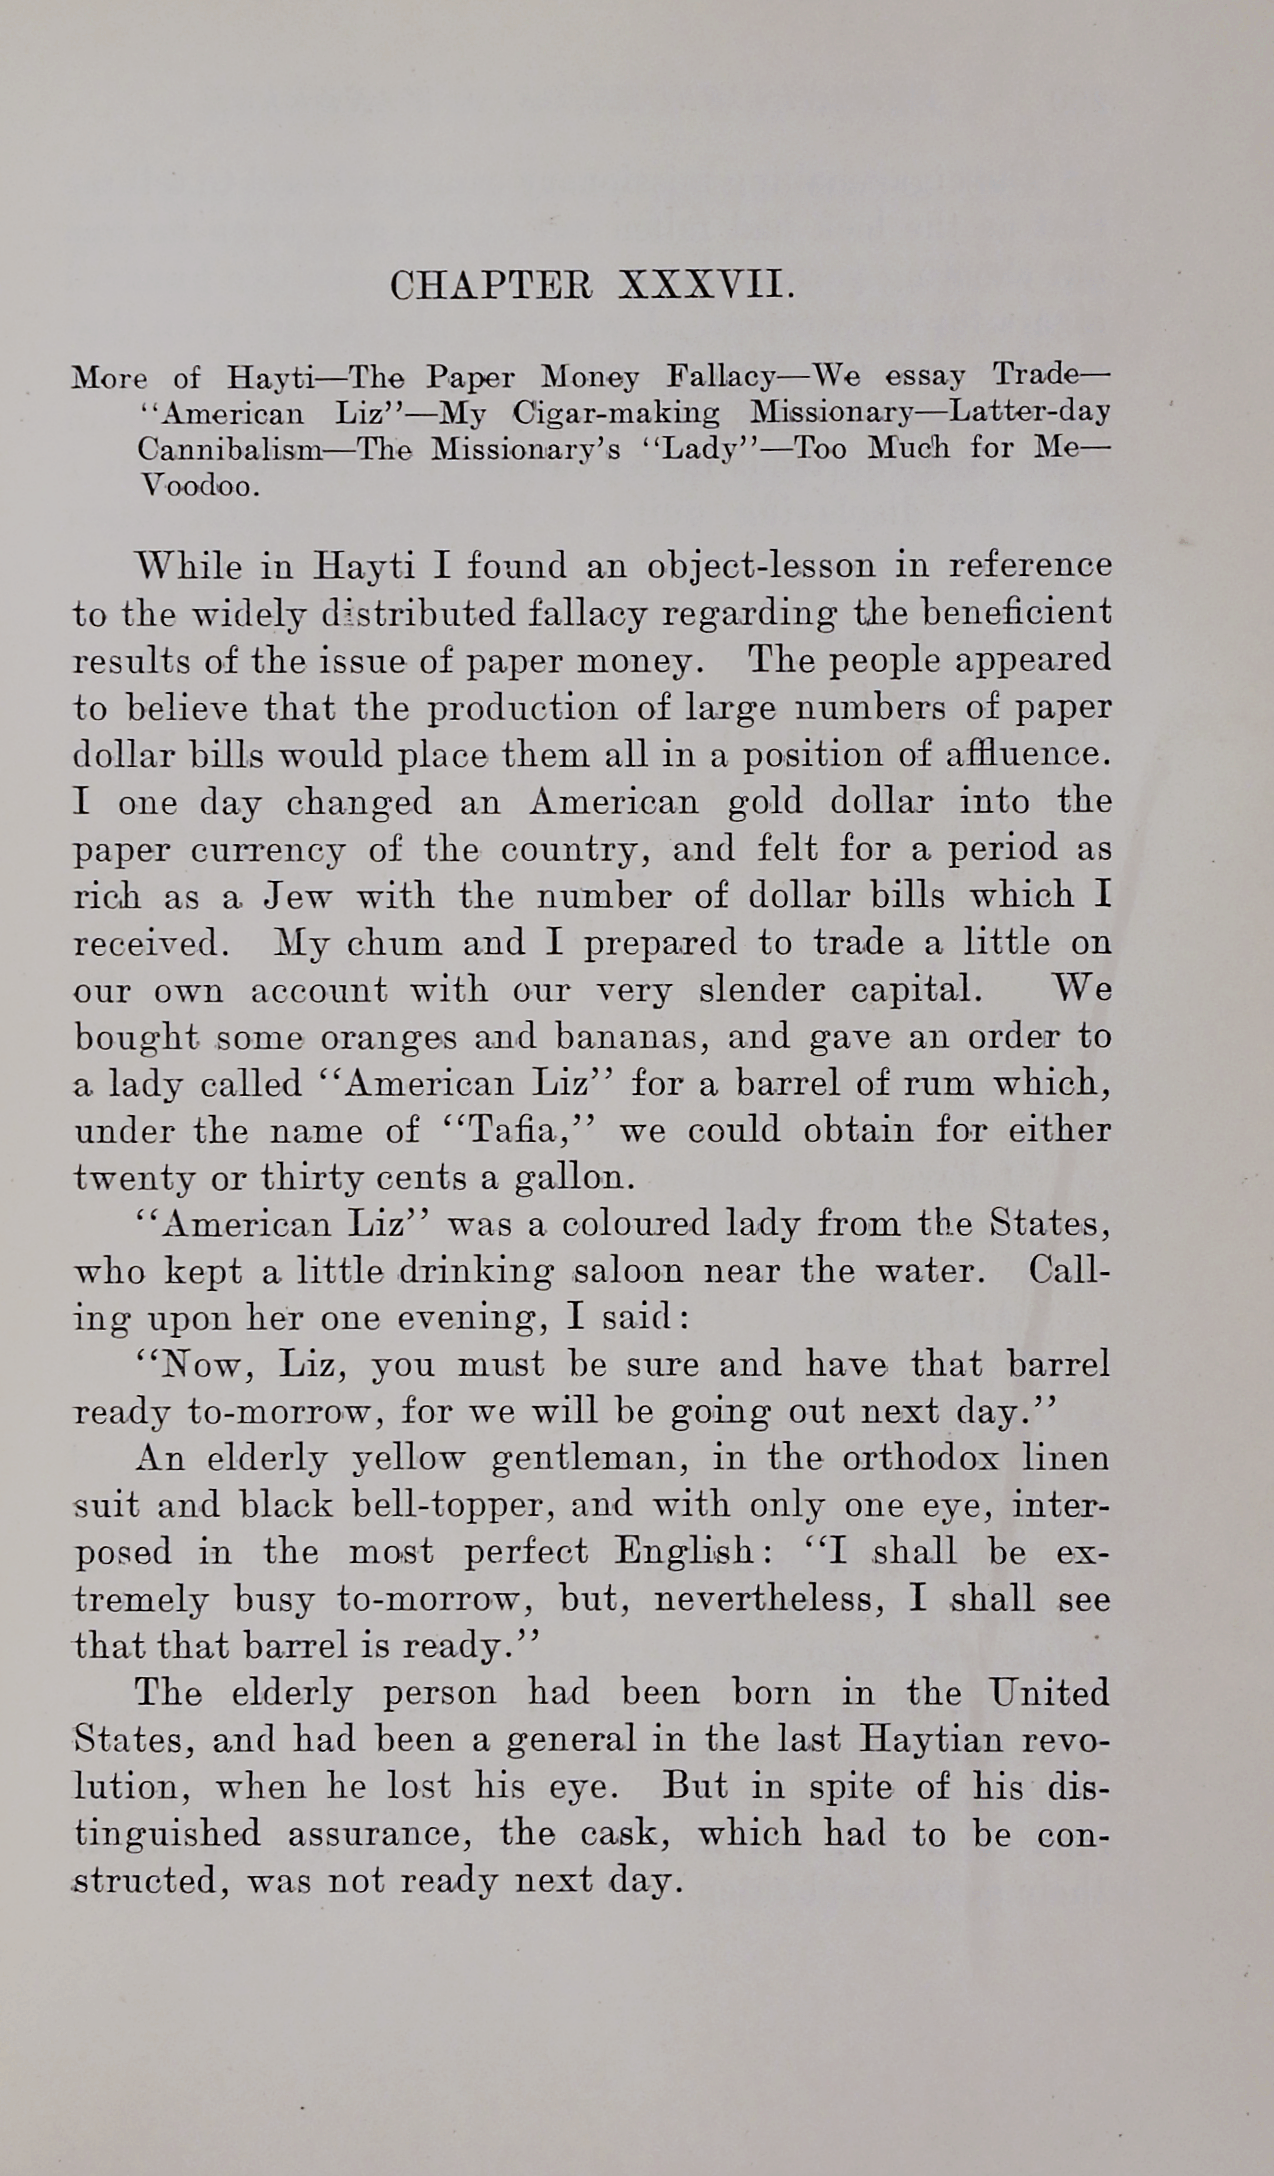 CHAPTER XXXVII.
More of Hayti—The Paper Money Fallacy—We essay Trade—
"American Liz"—My Cigar-making Missionary—Latter-day
Cannibalism—The Missionary's "Lady"—Too Much for Me—
Voodoo.
While in Hayti I found an object-lesson in reference
to the widely distributed fallacy regarding the beneficient
results of the issue of paper money. The people appeared
to believe that the production of large numbers of paper
dollar bills would place them all in a position of affluence.
I one day changed an American gold dollar into the
paper currency of the country, and felt for a period as
rich as a Jew with the number of dollar bills which I
received. My chum and I prepared to trade a little on
our own account with our very slender capital. We
bought some oranges and bananas, and gave an order to
a lady called "American Liz" for a barrel of rum which,
under the name of "Tafia," we could obtain for either
twenty or thirty cents a gallon.
"American Liz" was a coloured lady from the States,
who kept a little drinking saloon near the water. Call-
ing upon her one evening, I said:
"Now, Liz, you must be sure and have that barrel
ready to-morrow, for we will be going out next day."
An elderly yellow gentleman, in the orthodox linen
suit and black bell-topper, and with only one eye, inter-
posed in the most perfect English: "I shall be ex-
tremely busy to-morrow, but, nevertheless, I shall see
that that barrel is ready."
The elderly person had been born in the United
States, and had been a general in the last Haytian revo-
lution, when he lost his eye. But in spite of his dis-
tinguished assurance, the cask, which had to be con-
structed, was not ready next day.